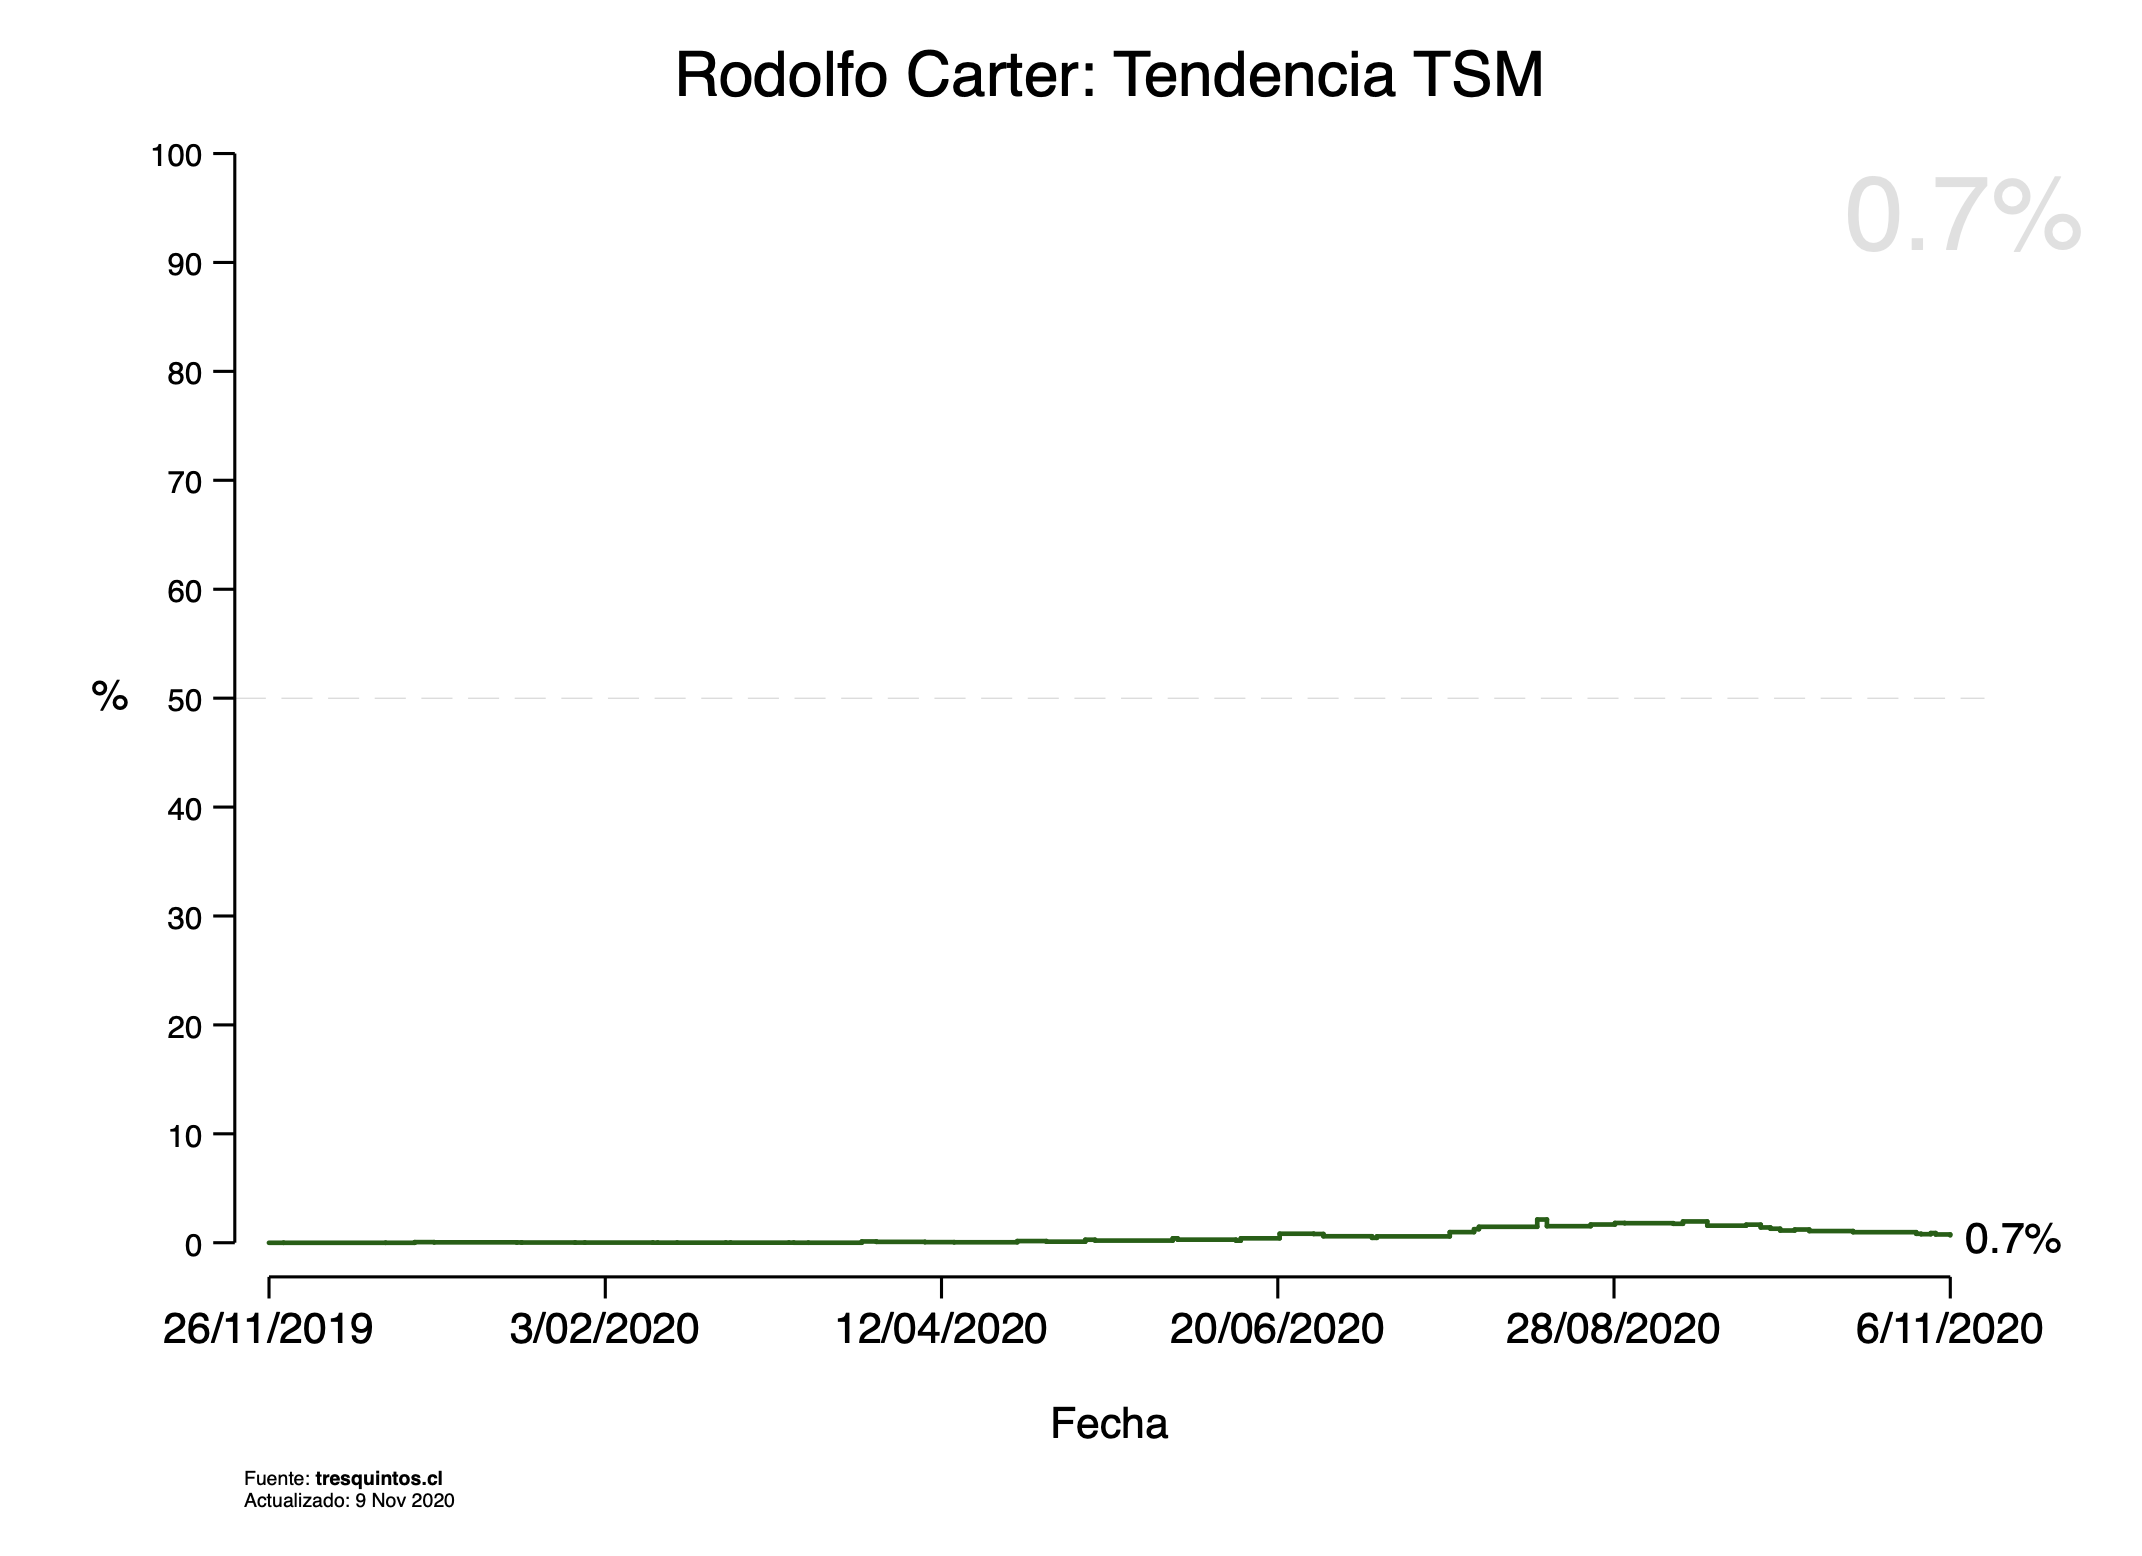 Rodolfo Carter: Tendencia TSM
0.7%
100
90
80
70
60
50
40
30
20
10
0
%
0.7%
26/11/2019 3/02/2020 12/04/2020 20/06/2020 28/08/2020 6/11/2020
Fecha
Fuente: tresquintos.cl
Actualizado: 9 Nov 2020